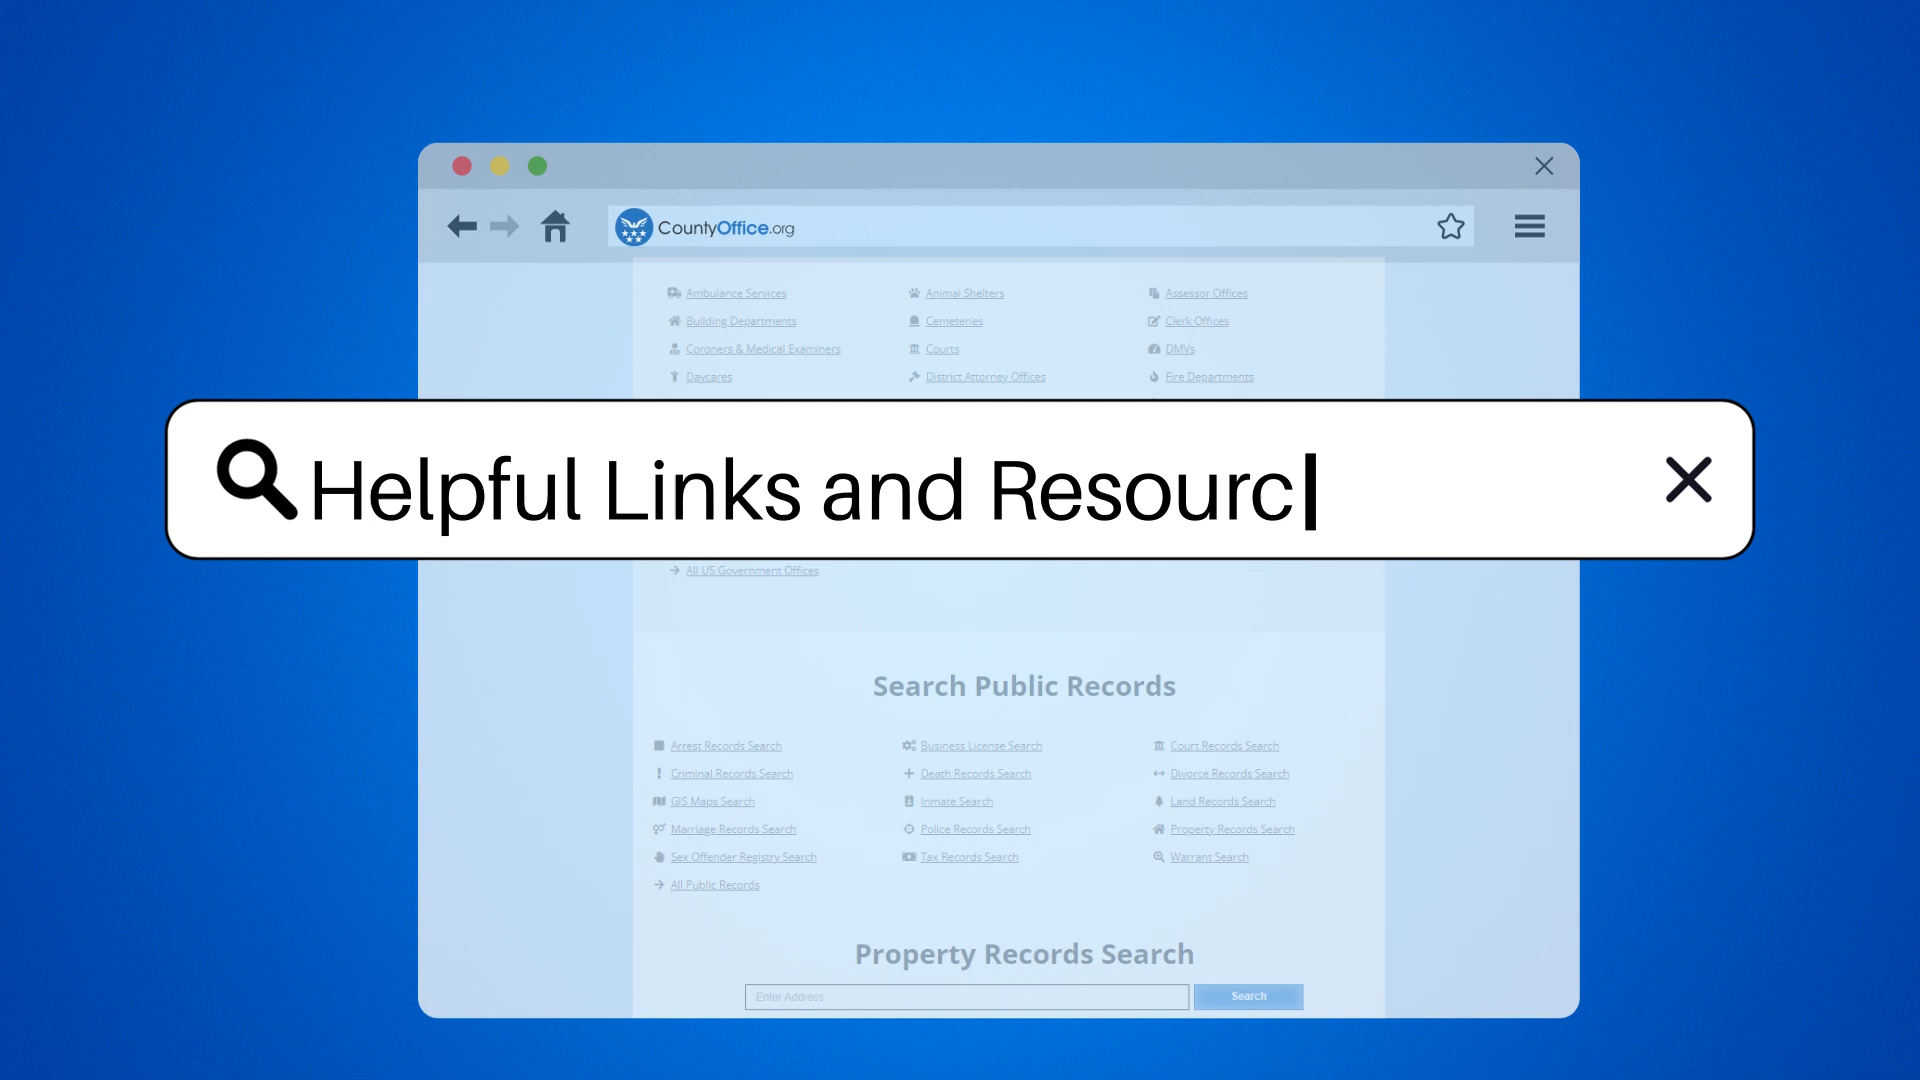 CountyOffice.org
Ambulance Services Animal Shelters Assessor Offices
Building Departments Cemeteries Clerk Offices
Coroners & Medical Examiners Courts DMVs
Daycares District Attorney Offices Fire Departments
Helpful Links and Resourc
All US Government Offices
Search Public Records
Arrest Records Search Business License Search Court Records Search
Criminal Records Search Death Records Search Divorce Records Search
GIS Maps Search Inmate Search Land Records Search
Marriage Records Search Police Records Search Property Records Search
Sex Offender Registry Search Tax Records Search Warrant Search
All Public Records
Property Records Search
Enter Address Search